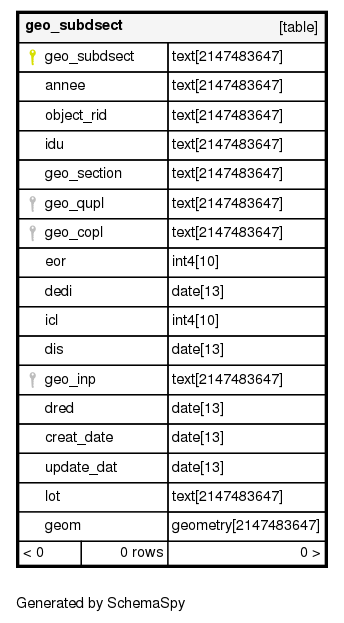 geo_subdsect [table]
geo_subdsect text[2147483647]
annee text[2147483647]
object_rid text[2147483647]
idu text[2147483647]
geo_section text[2147483647]
geo_qupl text[2147483647]
geo_copl text[2147483647]
eor int4[10]
dedi date[13]
icl int4[10]
dis date[13]
geo_inp text[2147483647]
dred date[13]
creat_date date[13]
update_dat date[13]
lot text[2147483647]
geom geometry[2147483647]
< 0 0 rows 0 >
Generated by SchemaSpy